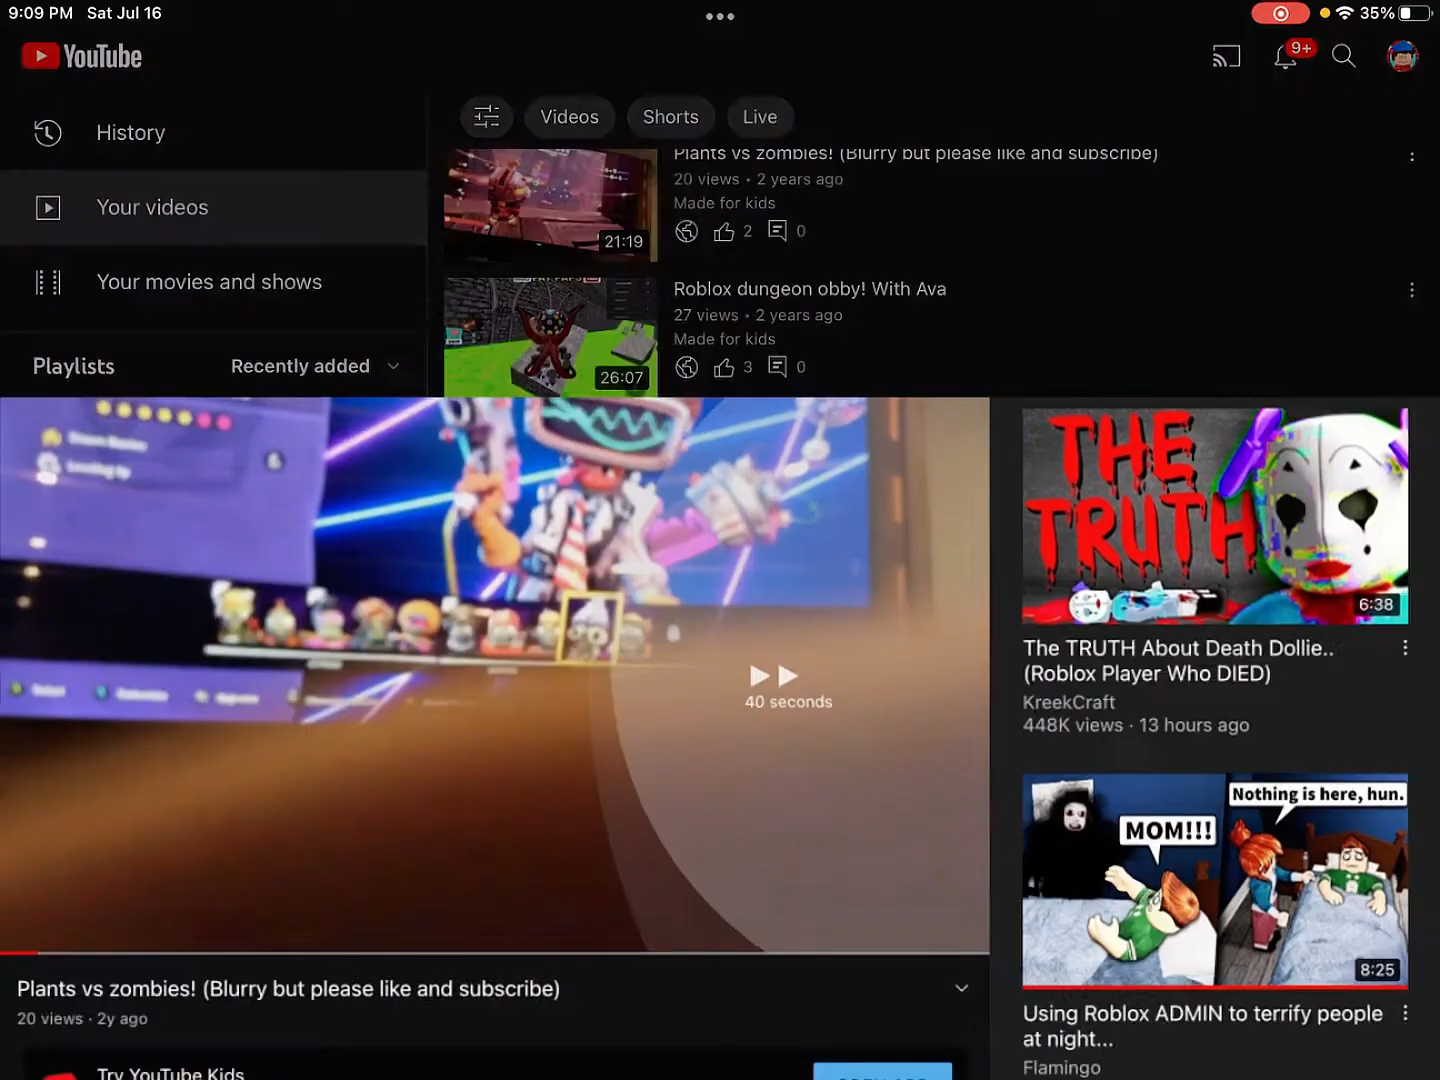 9:09 PM Sat Jul 16
35%
YouTube
9+
History
Your videos
Your movies and shows
Playlists
Recently added
Videos
Shorts
Live
Plants vs zombies! (Blurry but please like and subscribe)
20 views • 2 years ago
Made for kids
2
0
21:19
Roblox dungeon obby! With Ava
27 views • 2 years ago
Made for kids
3
0
26:07
40 seconds
Plants vs zombies! (Blurry but please like and subscribe)
20 views · 2y ago
Try YouTube Kids
THE
TRUTH
6:38
The TRUTH About Death Dollie..
(Roblox Player Who DIED)
KreekCraft
448K views · 13 hours ago
MOM!!!
Nothing is here, hun.
8:25
Using Roblox ADMIN to terrify people
at night...
Flamingo